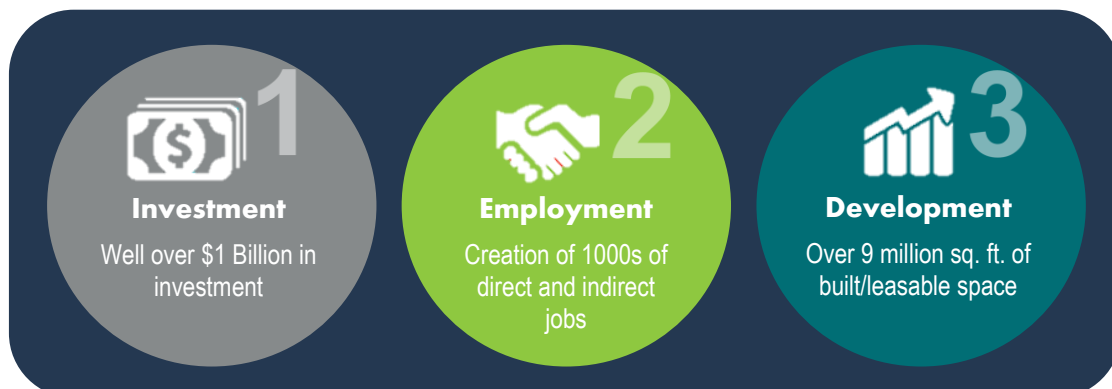 1
Investment
Well over $1 Billion in
investment
2
Employment
Creation of 1000s of
direct and indirect
jobs
3
Development
Over 9 million sq. ft. of
built/leasable space